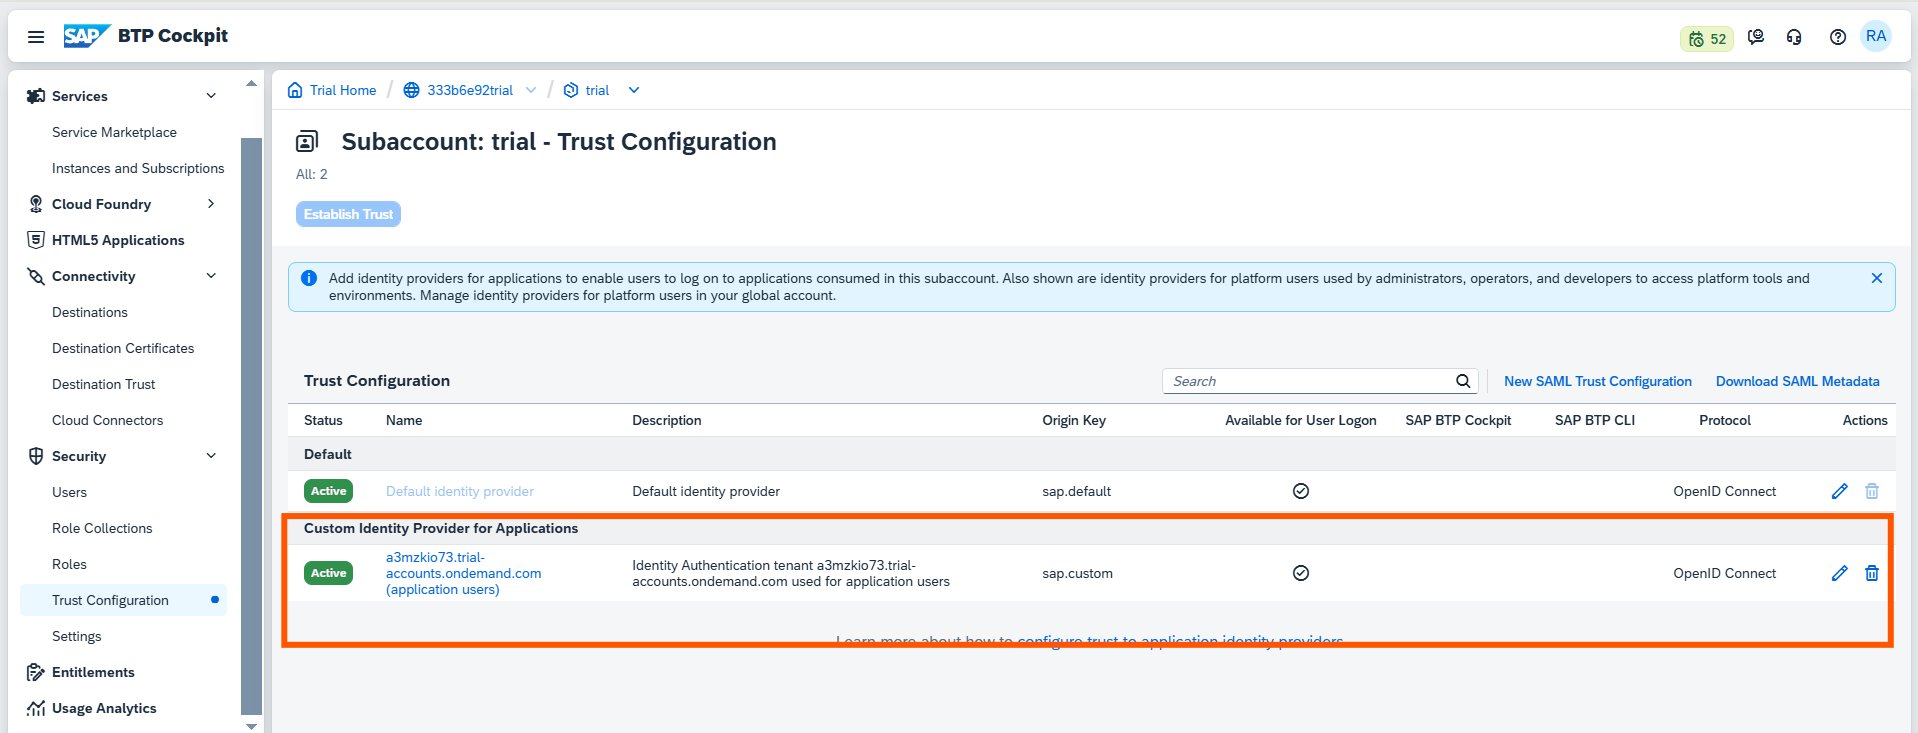 SAP BTP Cockpit
52
RA
Services
Service Marketplace
Instances and Subscriptions
Cloud Foundry
HTML5 Applications
Connectivity
Destinations
Destination Certificates
Destination Trust
Cloud Connectors
Security
Users
Role Collections
Roles
Trust Configuration
Settings
Entitlements
Usage Analytics
Trial Home / 333b6e92trial / trial
Subaccount: trial - Trust Configuration
All: 2
Establish Trust
Add identity providers for applications to enable users to log on to applications consumed in this subaccount. Also shown are identity providers for platform users used by administrators, operators, and developers to access platform tools and
environments. Manage identity providers for platform users in your global account.
Trust Configuration
Search
New SAML Trust Configuration
Download SAML Metadata
Status Name Description Origin Key Available for User Logon SAP BTP Cockpit SAP BTP CLI Protocol Actions
Default
Active Default identity provider Default identity provider sap.default OpenID Connect
Custom Identity Provider for Applications
Active
a3mzkio73.trial-
accounts.ondemand.com
(application users)
Identity Authentication tenant a3mzkio73.trial-
accounts.ondemand.com used for application users
sap.custom
OpenID Connect
Learn more about how to configure trust to application identity providers